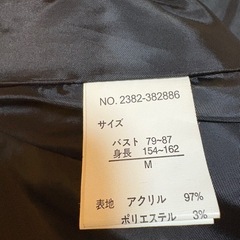 NO. 2382-382886
サイズ
バスト 79~87
身長 154~162
M
表地 アクリル 97%
ポリエステル 3%